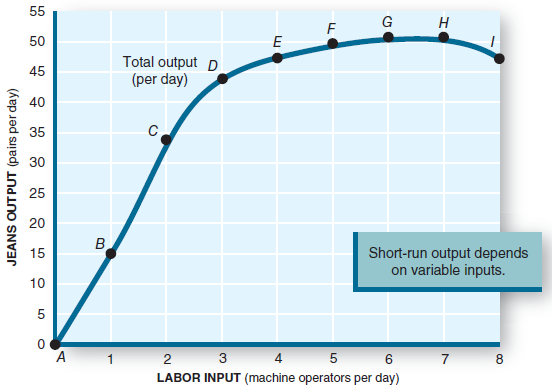 JEANS OUTPUT (pairs per day)
55
50
45
40
35
30
25
20
15
10
5
0
Total output
(per day)
A
B
C
D
E
F
G
H
I
Short-run output depends
on variable inputs.
1 2 3 4 5 6 7 8
LABOR INPUT (machine operators per day)